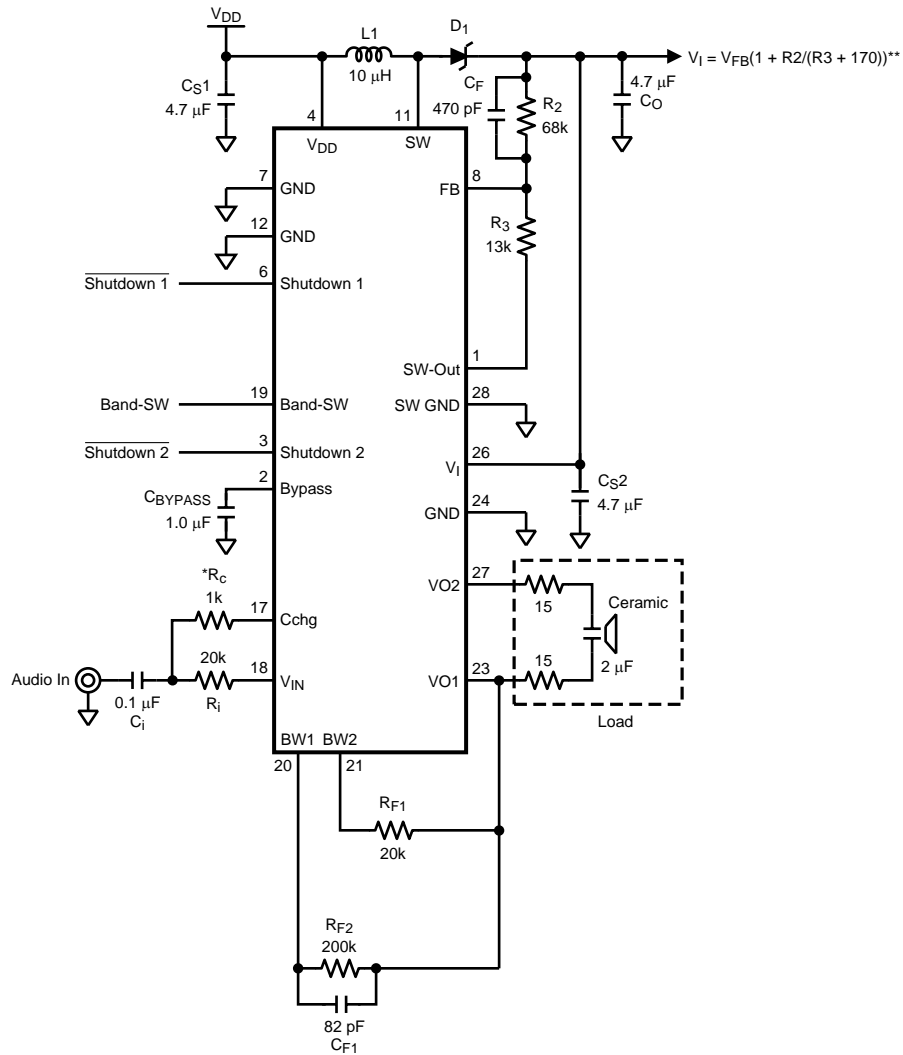 VDD
L1
10 μH
D1
VI = VFB(1 + R2/(R3 + 170))**
CS1
4.7 μF
CF
470 pF
R2
68k
4.7 μF
CO
4
VDD
11
SW
7
GND
8
FB
12
GND
R3
13k
Shutdown 1
6
Shutdown 1
1
SW-Out
Band-SW
19
Band-SW
28
SW GND
Shutdown 2
3
Shutdown 2
26
VI
CS2
4.7 μF
2
Bypass
CBYPASS
1.0 μF
24
GND
27
VO2
15
Ceramic
2 μF
*Rc
1k
17
Cchg
Audio In
0.1 μF
Ci
20k
Ri
18
VIN
23
VO1
15
Load
BW1
20
BW2
21
RF1
20k
RF2
200k
82 pF
CF1